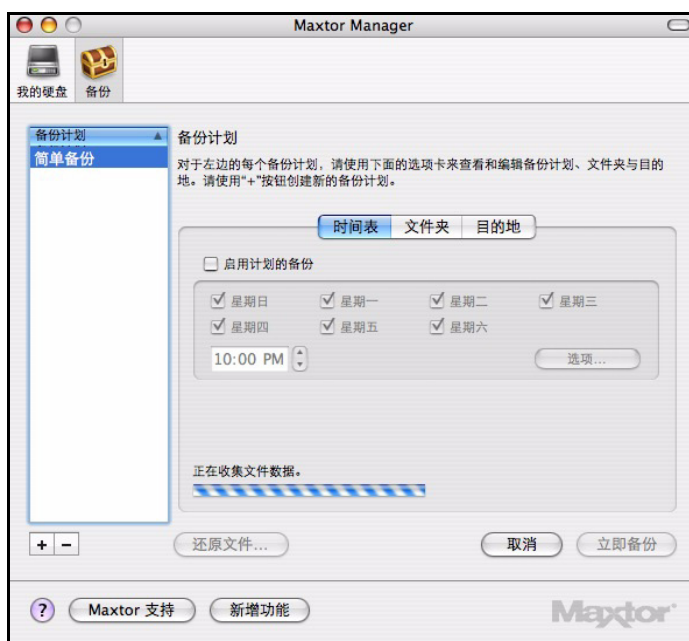 Maxtor Manager
我的硬盘
备份
备份计划
简单备份
备份计划
对于左边的每个备份计划，请使用下面的选项卡来查看和编辑备份计划、文件夹与目的
地。请使用“+”按钮创建新的备份计划。
时间表 文件夹 目的地
启用计划的备份
星期日 星期一 星期二 星期三
星期四 星期五 星期六
10:00 PM
选项...
正在收集文件数据。
+ −
还原文件...
取消
立即备份
?
Maxtor 支持
新增功能
Maxtor